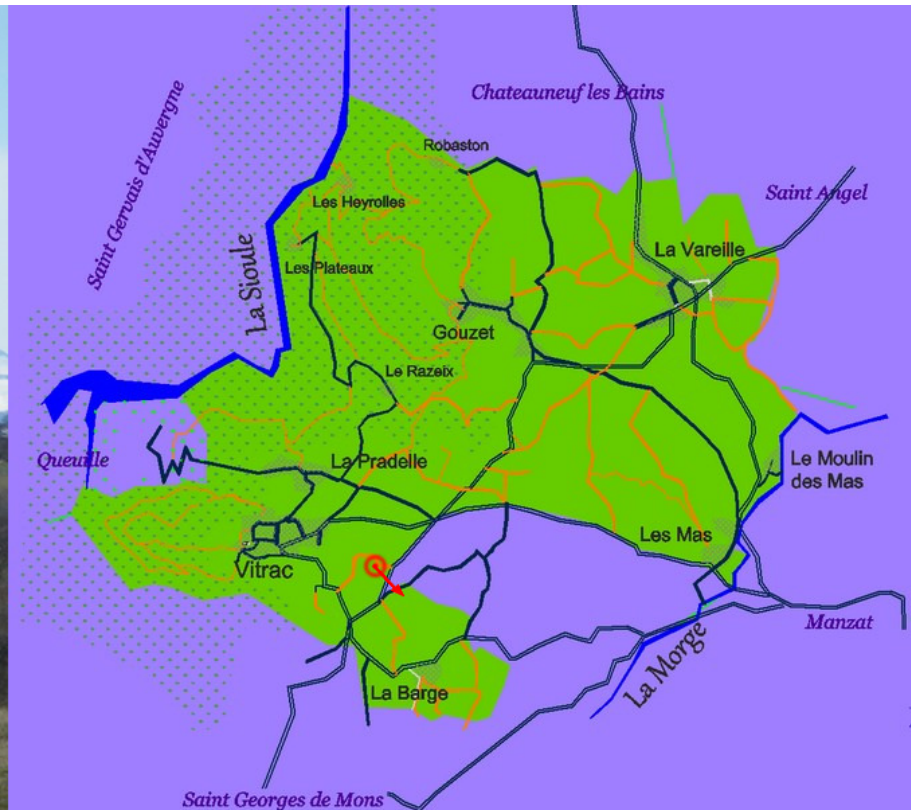 Chateauneuf les Bains
Saint Gervais d'Auvergne
Robaston
Saint Angel
Les Heyrolles
La Sioule
La Vareille
Les Plateaux
Gouzet
Le Razeix
Queuille
La Pradelle
Le Moulin
des Mas
Les Mas
Vitrac
Manzat
La Morge
La Barge
Saint Georges de Mons